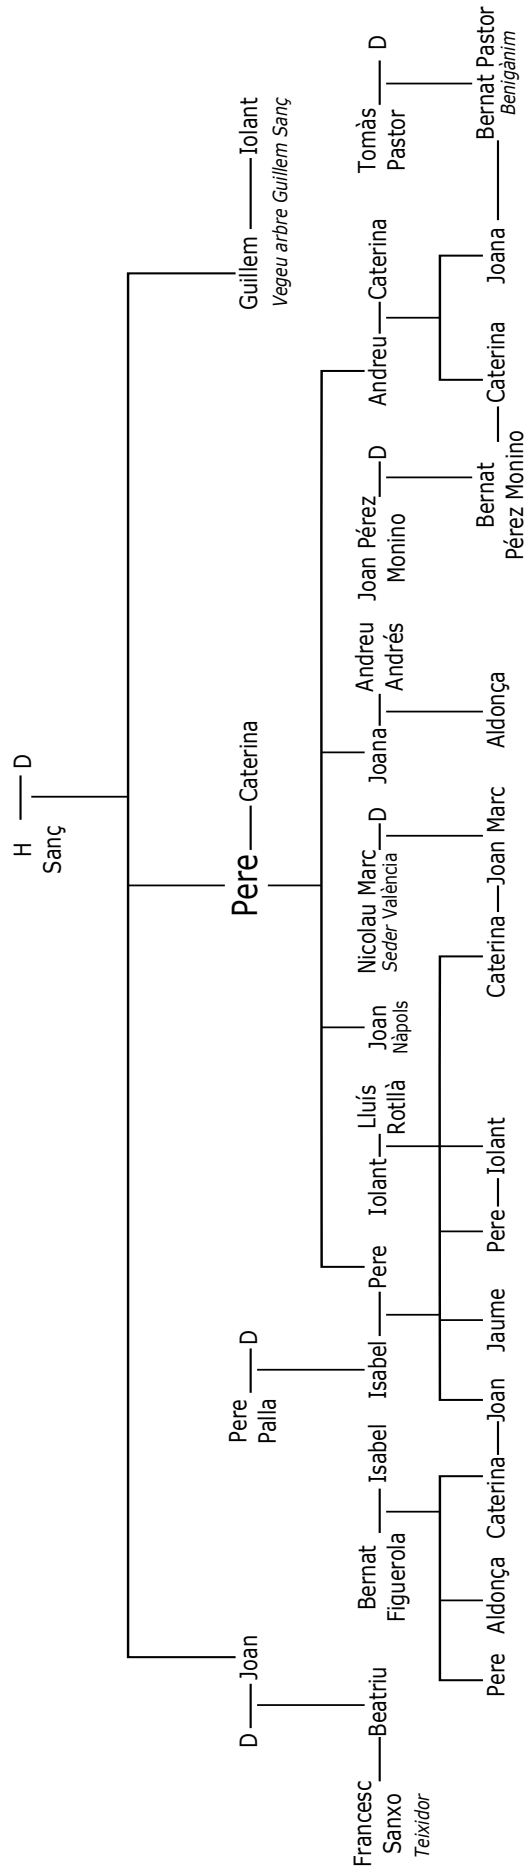 H
Sanç
D
D
Joan
Pere
Palla
D
Pere
Caterina
Guillem
Iolant
Vegeu arbre Guillem Sanç
Francesc
Sanxo
Teixidor
Beatriu
Bernat
Figuerola
Isabel
Isabel
Pere
Iolant
Lluís
Rotllà
Joan
Nàpols
Nicolau Marc
Seder València
D
Joana
Andreu
Andrés
Joan Pérez
Monino
D
Andreu
Caterina
Tomàs
Pastor
D
Pere
Aldonça
Caterina
Joan
Jaume
Pere
Iolant
Caterina
Joan Marc
Aldonça
Bernat
Pérez Monino
Caterina
Joana
Bernat Pastor
Benigànim